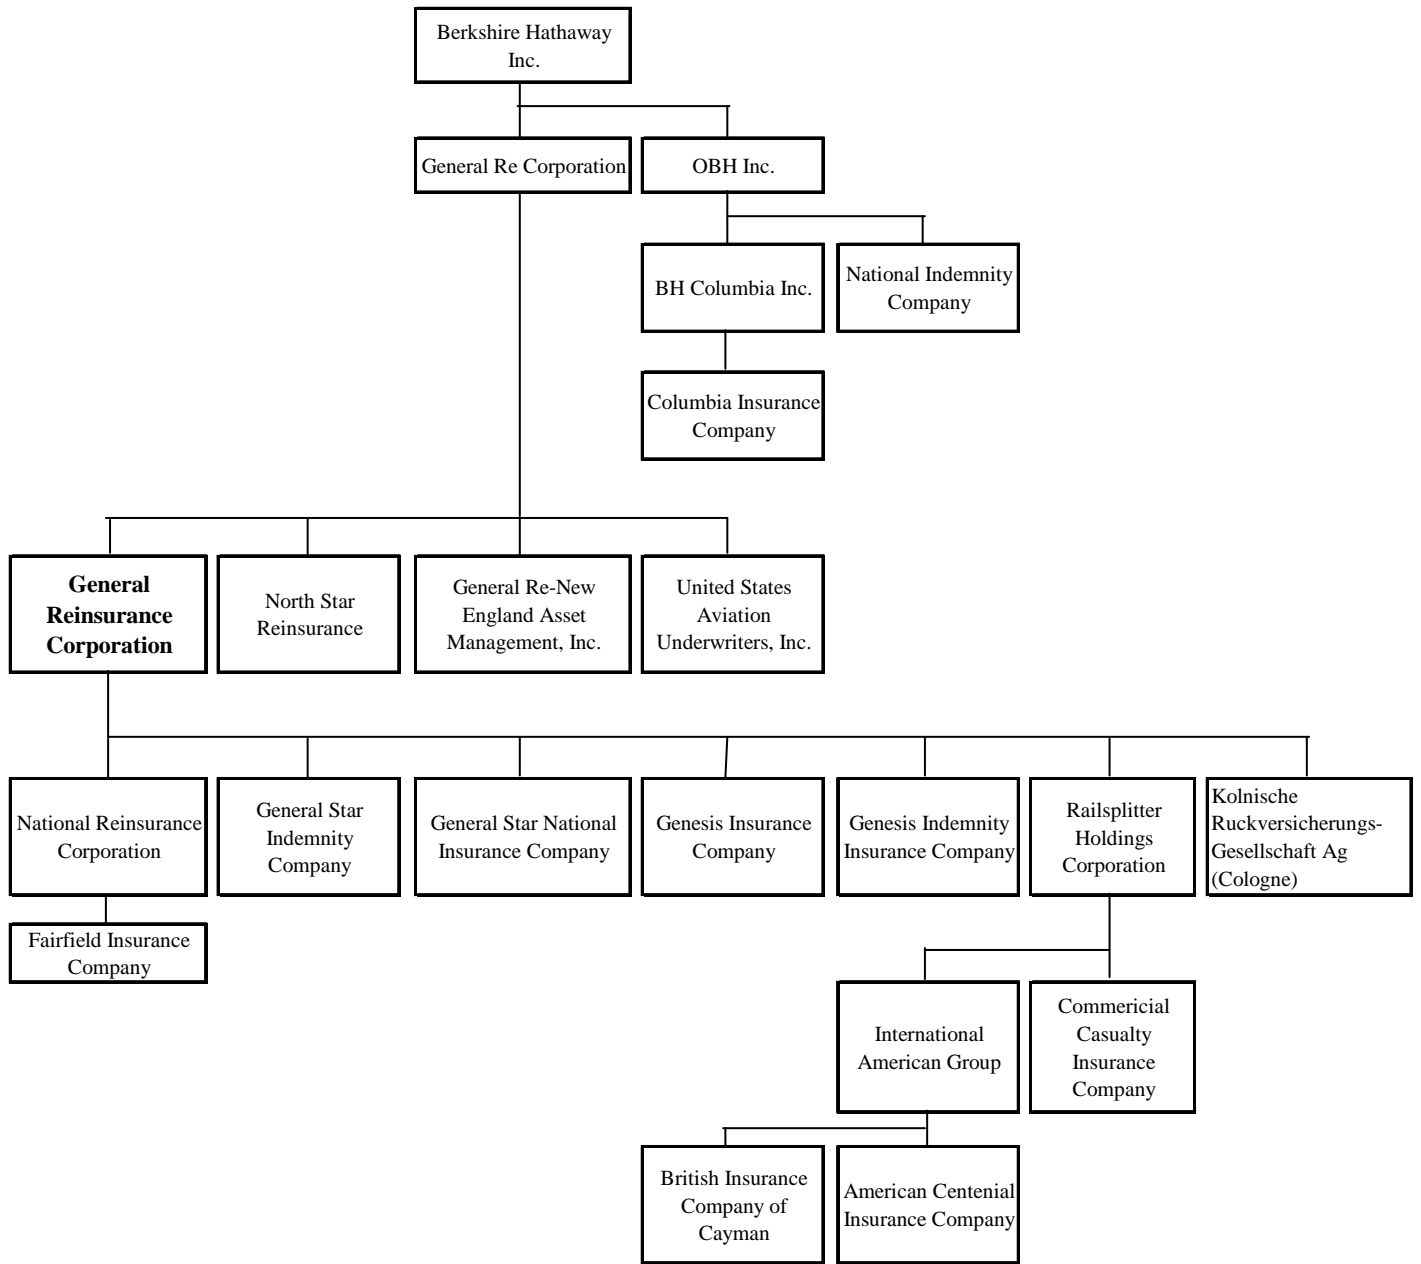 Berkshire Hathaway
Inc.
General Re Corporation
OBH Inc.
BH Columbia Inc.
National Indemnity
Company
Columbia Insurance
Company
General
Reinsurance
Corporation
North Star
Reinsurance
General Re-New
England Asset
Management, Inc.
United States
Aviation
Underwriters, Inc.
National Reinsurance
Corporation
General Star
Indemnity
Company
General Star National
Insurance Company
Genesis Insurance
Company
Genesis Indemnity
Insurance Company
Railsplitter
Holdings
Corporation
Kolnische
Ruckversicherungs-
Gesellschaft Ag
(Cologne)
Fairfield Insurance
Company
International
American Group
Commericial
Casualty
Insurance
Company
British Insurance
Company of
Cayman
American Centenial
Insurance Company